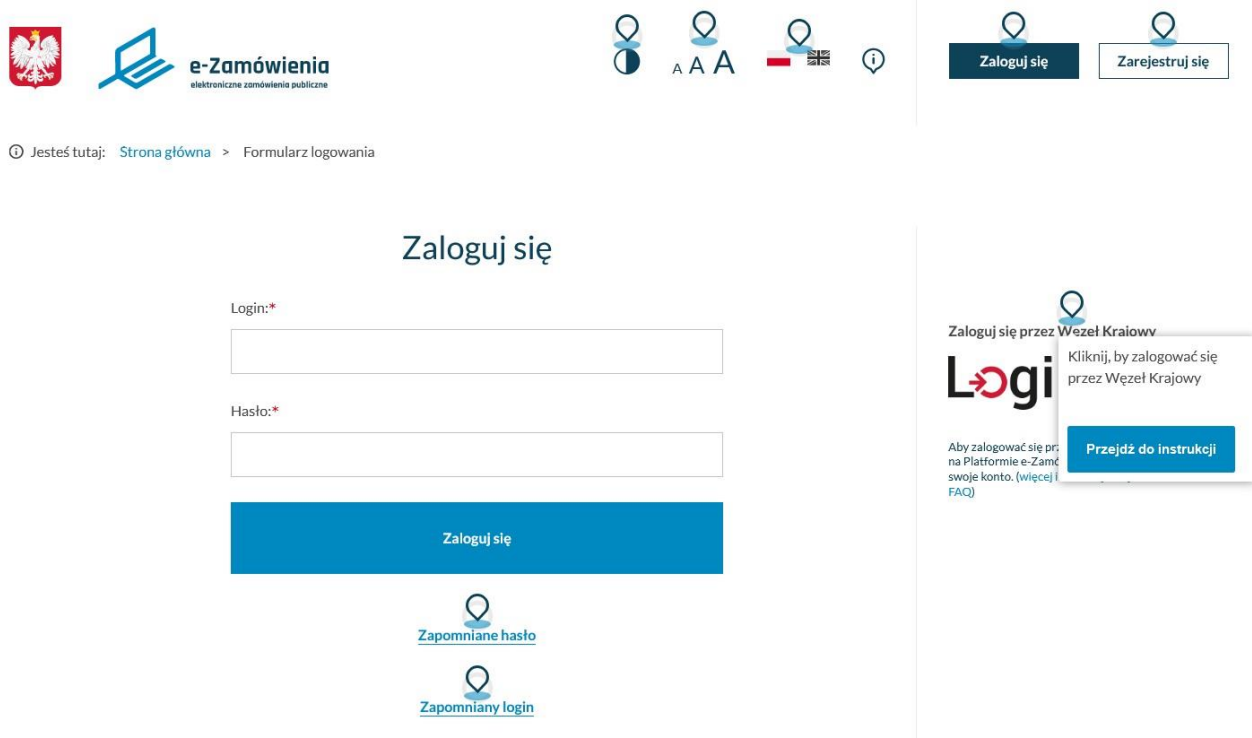 e-Zamówienia
elektroniczne zamówienia publiczne
A A A
Zaloguj się
Zarejestruj się
Jesteś tutaj: Strona główna > Formularz logowania
Zaloguj się
Login:*
Hasło:*
Zaloguj się
Zapomniane hasło
Zapomniany login
Zaloguj się przez Węzeł Krajowy
Logi
Aby zalogować się
na Platformie
swoje konto. (więcej
FAQ)
Kliknij, by zalogować się
przez Węzeł Krajowy
Przejdź do instrukcji